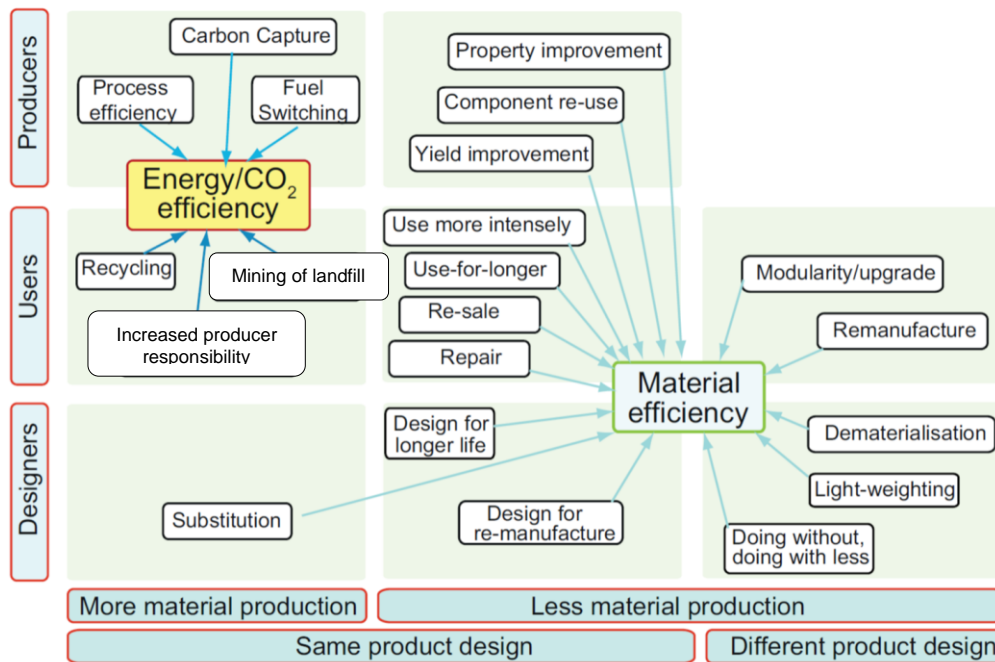 Producers
Carbon Capture
Process
efficiency
Fuel
Switching
Energy/CO₂
efficiency
Property improvement
Component re-use
Yield improvement
Users
Recycling
Mining of landfill
Increased producer
responsibility
Use more intensely
Use-for-longer
Re-sale
Repair
Modularity/upgrade
Remanufacture
Material
efficiency
Designers
Substitution
Design for
longer life
Design for
re-manufacture
Dematerialisation
Light-weighting
Doing without,
doing with less
More material production
Less material production
Same product design
Different product design